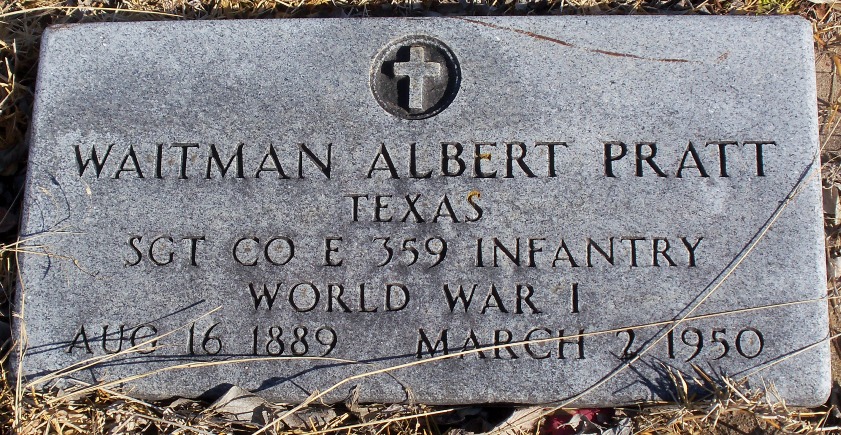 WAITMAN ALBERT PRATT
TEXAS
SGT CO E 359 INFANTRY
WORLD WAR I
AUG 16 1889 MARCH 2 1950